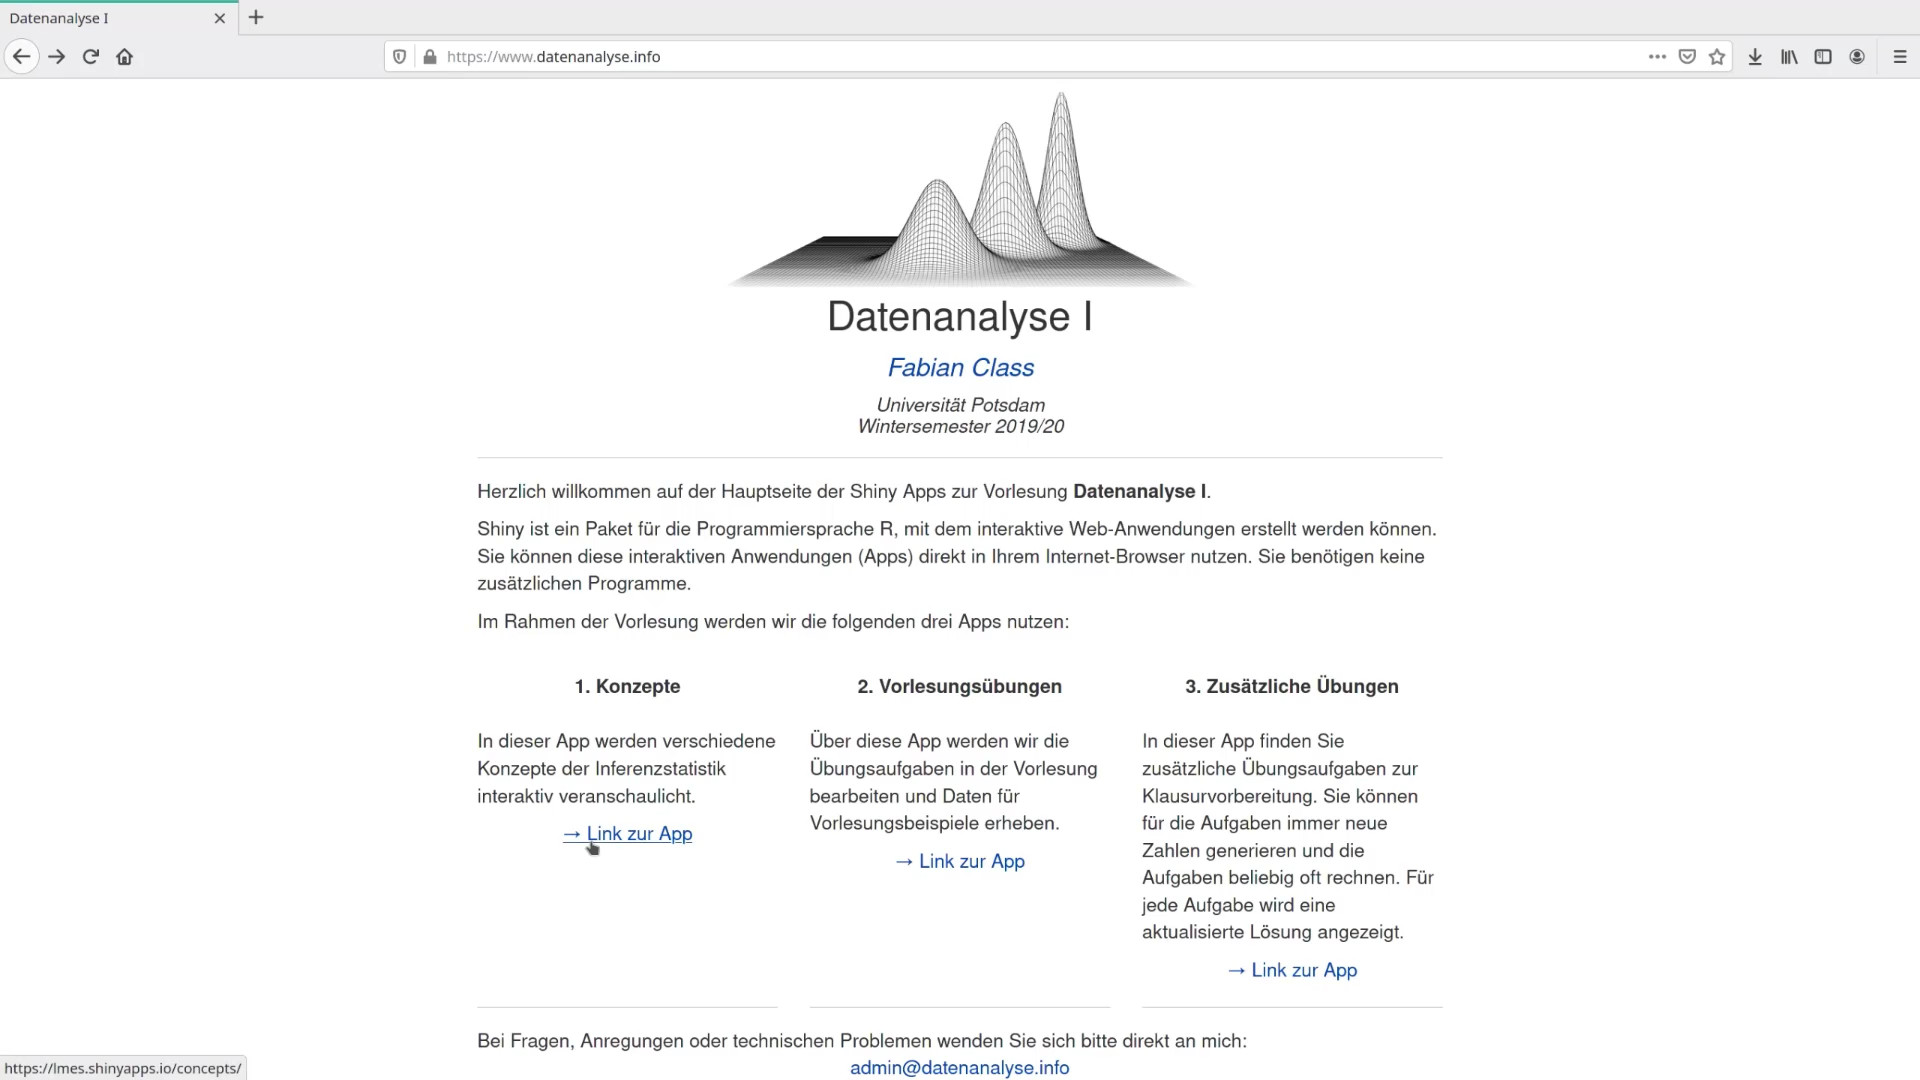 Datenanalyse I
https://www.datenanalyse.info
Datenanalyse I
Fabian Class
Universität Potsdam
Wintersemester 2019/20
Herzlich willkommen auf der Hauptseite der Shiny Apps zur Vorlesung Datenanalyse I.
Shiny ist ein Paket für die Programmiersprache R, mit dem interaktive Web-Anwendungen erstellt werden können.
Sie können diese interaktiven Anwendungen (Apps) direkt in Ihrem Internet-Browser nutzen. Sie benötigen keine
zusätzlichen Programme.
Im Rahmen der Vorlesung werden wir die folgenden drei Apps nutzen:
1. Konzepte
In dieser App werden verschiedene
Konzepte der Inferenzstatistik
interaktiv veranschaulicht.
→ Link zur App
2. Vorlesungsübungen
Über diese App werden wir die
Übungsaufgaben in der Vorlesung
bearbeiten und Daten für
Vorlesungsbeispiele erheben.
→ Link zur App
3. Zusätzliche Übungen
In dieser App finden Sie
zusätzliche Übungsaufgaben zur
Klausurvorbereitung. Sie können
für die Aufgaben immer neue
Zahlen generieren und die
Aufgaben beliebig oft rechnen. Für
jede Aufgabe wird eine
aktualisierte Lösung angezeigt.
→ Link zur App
Bei Fragen, Anregungen oder technischen Problemen wenden Sie sich bitte direkt an mich:
admin@datenanalyse.info
https://lmes.shinyapps.io/concepts/